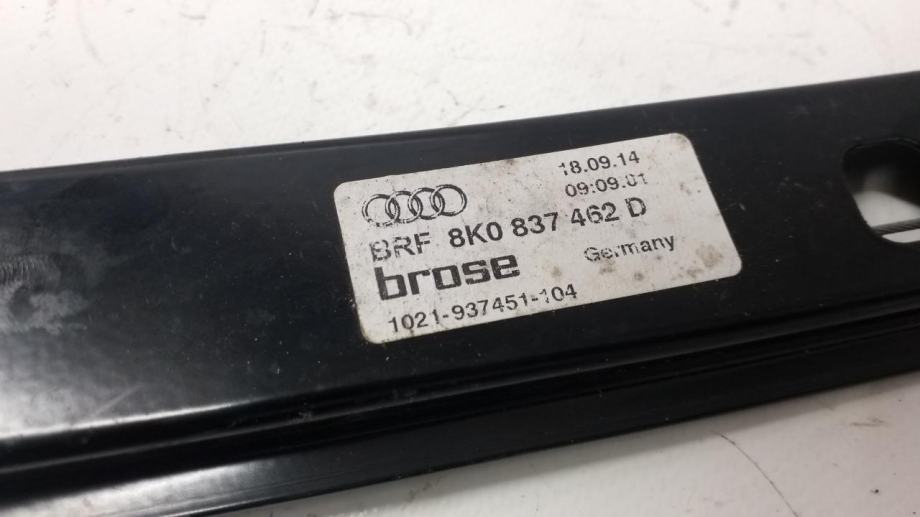 18.09.14
09:09:01
BRF 8K0 837 462 D
brose Germany
1021-937451-104